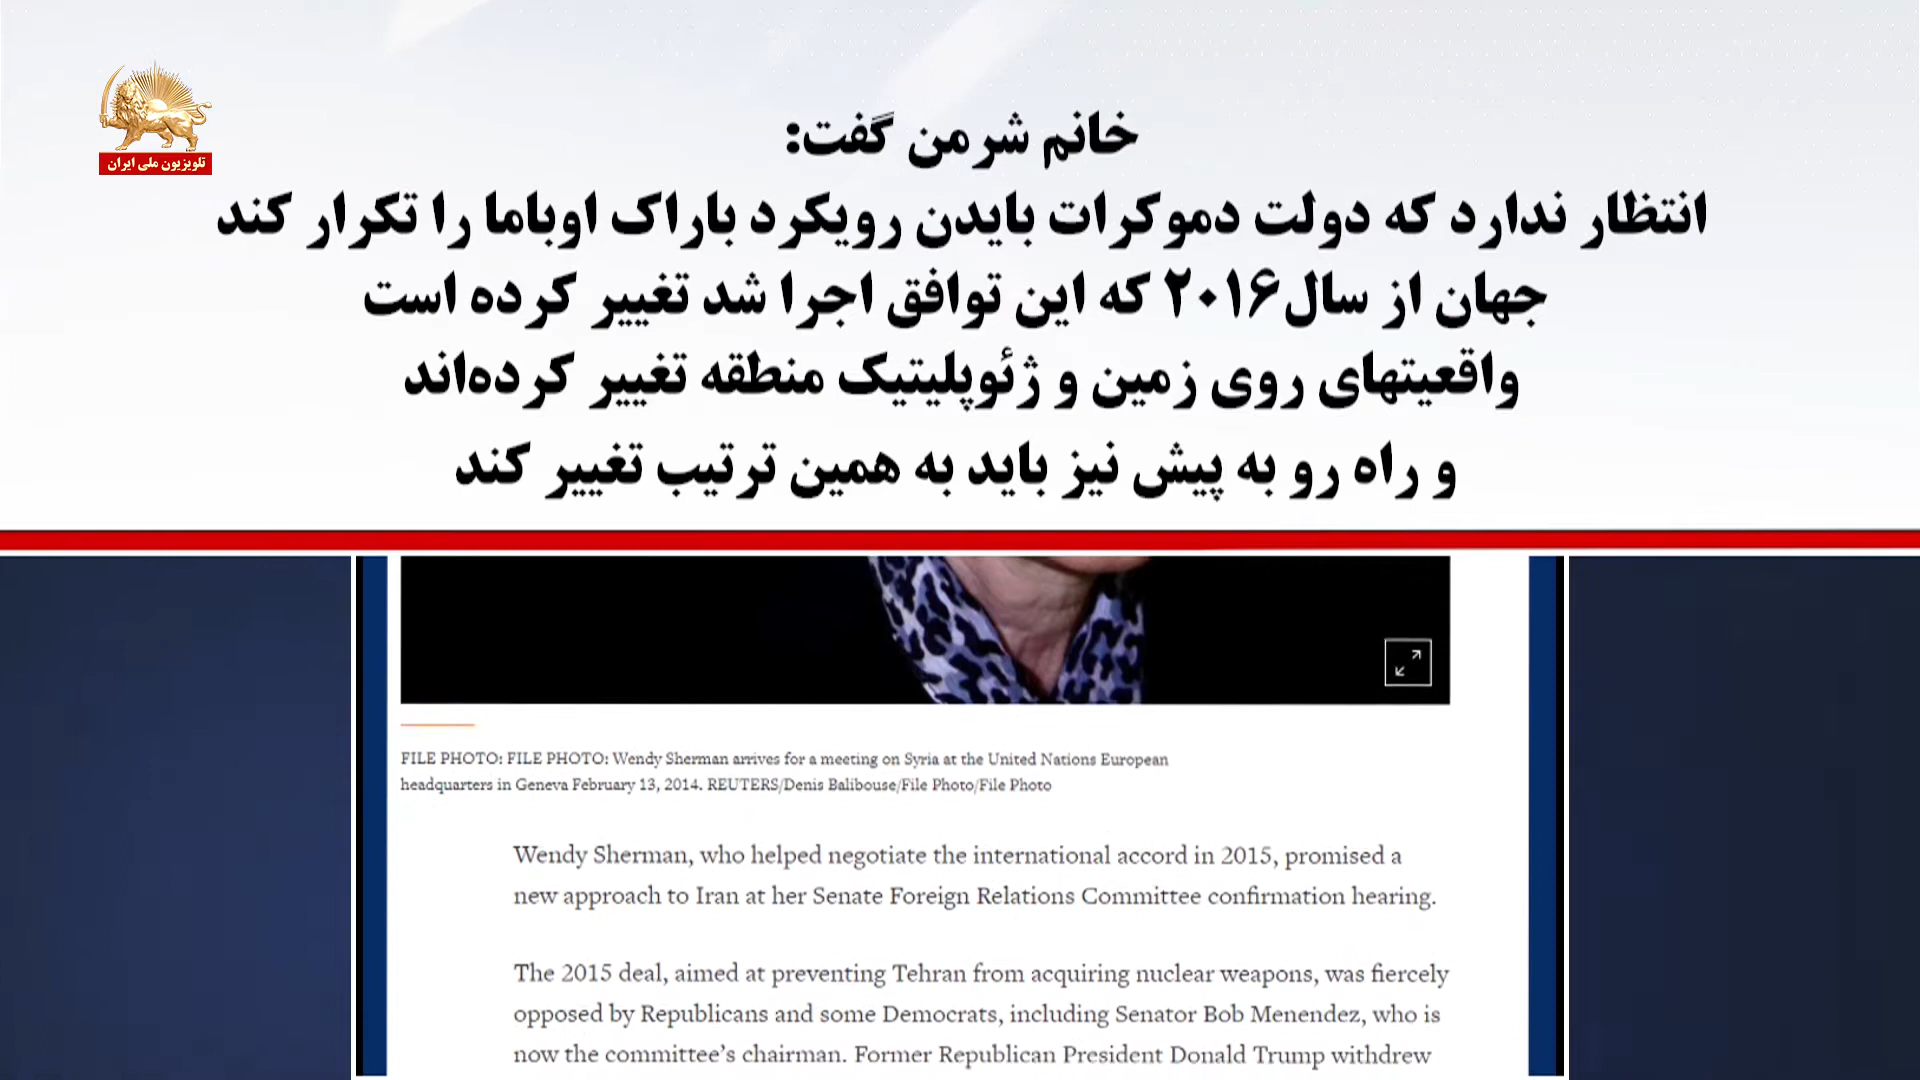 تلویزیون ملی ایران
خانم شرمن گفت:
انتظار ندارد که دولت دموکرات بایدن رویکرد باراک اوباما را تکرار کند
جهان از سال۲۰۱۶ که این توافق اجرا شد تغییر کرده است
واقعیتهای روی زمین و ژئوپلیتیک منطقه تغییر کرده‌اند
و راه رو به پیش نیز باید به همین ترتیب تغییر کند
FILE PHOTO: FILE PHOTO: Wendy Sherman arrives for a meeting on Syria at the United Nations European
headquarters in Geneva February 13, 2014. REUTERS/Denis Balibouse/File Photo/File Photo
Wendy Sherman, who helped negotiate the international accord in 2015, promised a
new approach to Iran at her Senate Foreign Relations Committee confirmation hearing.
The 2015 deal, aimed at preventing Tehran from acquiring nuclear weapons, was fiercely
opposed by Republicans and some Democrats, including Senator Bob Menendez, who is
now the committee’s chairman. Former Republican President Donald Trump withdrew